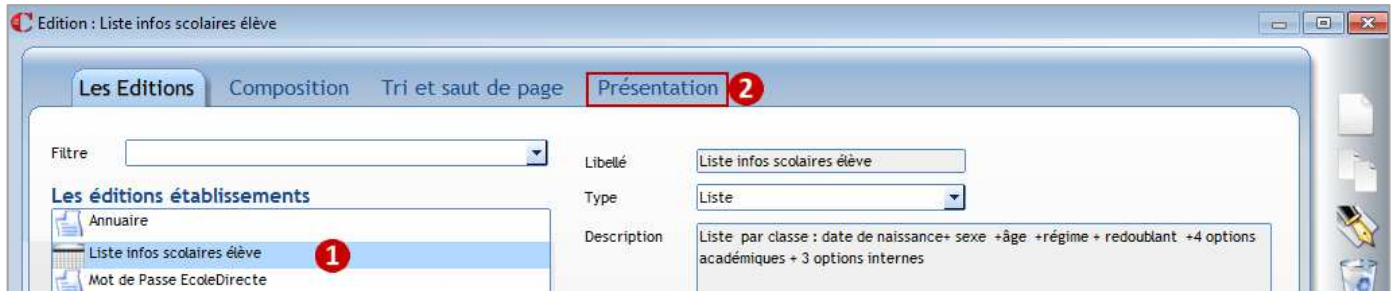 Edition : Liste infos scolaires élève
Les Editions Composition Tri et saut de page Présentation 2
Filtre
Libellé Liste infos scolaires élève
Les éditions établissements
Type Liste
Annuaire
Description Liste par classe : date de naissance+ sexe +âge +régime + redoublant +4 options
académiques + 3 options internes
Liste infos scolaires élève 1
Mot de Passe EcoleDirecte